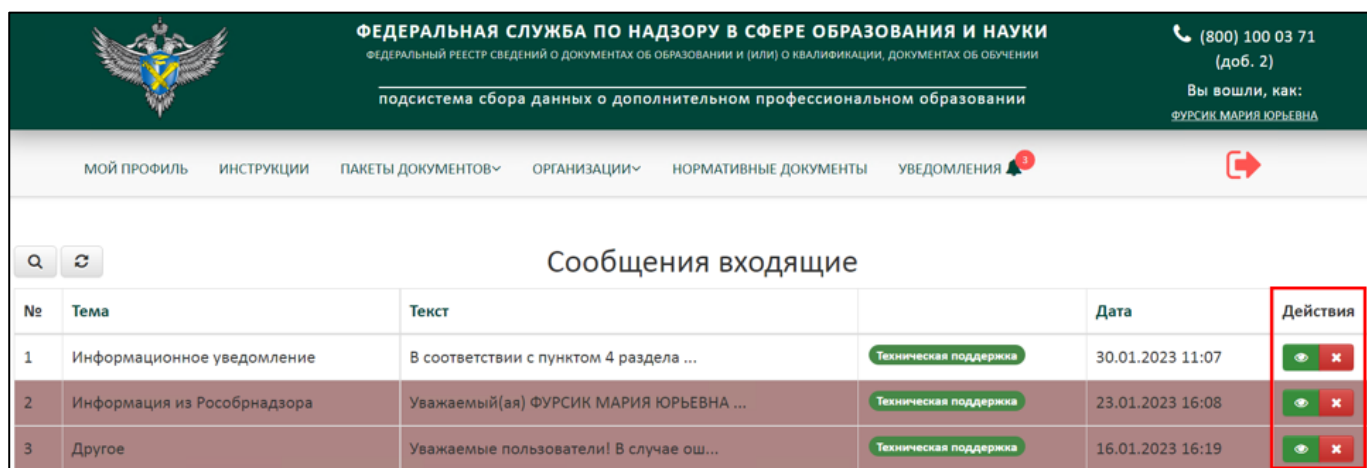 ФЕДЕРАЛЬНАЯ СЛУЖБА ПО НАДЗОРУ В СФЕРЕ ОБРАЗОВАНИЯ И НАУКИ
ФЕДЕРАЛЬНЫЙ РЕЕСТР СВЕДЕНИЙ О ДОКУМЕНТАХ ОБ ОБРАЗОВАНИИ И (ИЛИ) О КВАЛИФИКАЦИИ, ДОКУМЕНТАХ ОБ ОБУЧЕНИИ
подсистема сбора данных о дополнительном профессиональном образовании
(800) 100 03 71
(доб. 2)
Вы вошли, как:
ФУРСИК МАРИЯ ЮРЬЕВНА
МОЙ ПРОФИЛЬ ИНСТРУКЦИИ ПАКЕТЫ ДОКУМЕНТОВ ОРГАНИЗАЦИИ НОРМАТИВНЫЕ ДОКУМЕНТЫ УВЕДОМЛЕНИЯ 3
Сообщения входящие
№ Тема Текст Дата Действия
1 Информационное уведомление В соответствии с пунктом 4 раздела ... Техническая поддержка 30.01.2023 11:07
2 Информация из Рособрнадзора Уважаемый(ая) ФУРСИК МАРИЯ ЮРЬЕВНА ... Техническая поддержка 23.01.2023 16:08
3 Другое Уважаемые пользователи! В случае ош... Техническая поддержка 16.01.2023 16:19